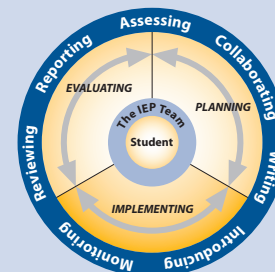 Assessing
Collaborating
Writing
Introducing
Monitoring
Reviewing
Reporting
EVALUATING
PLANNING
IMPLEMENTING
The IEP Team
Student